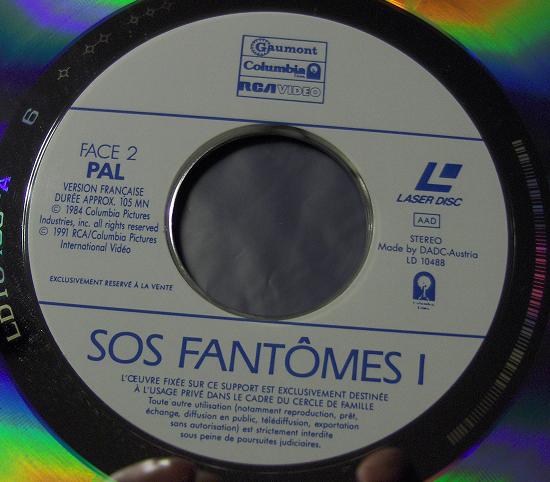 Gaumont
Columbia
RCA VIDEO
FACE 2
PAL
VERSION FRANÇAISE
DURÉE APPROX. 105 MN
© 1984 Columbia Pictures
Industries, inc. all rights reserved
© 1991 RCA/Columbia Pictures
International Vidéo
EXCLUSIVEMENT RESERVÉ A LA VENTE
LASER DISC
AAD
STEREO
Made by DADC-Austria
LD 10488
Columbia
SOS FANTÔMES I
L'ŒUVRE FIXÉE SUR CE SUPPORT EST EXCLUSIVEMENT DESTINÉE
À L'USAGE PRIVÉ DANS LE CADRE DU CERCLE DE FAMILLE
Toute autre utilisation (notamment reproduction, prêt,
échange, diffusion en public, télédiffusion, exportation
sans autorisation) est strictement interdite
sous peine de poursuites judiciaires.